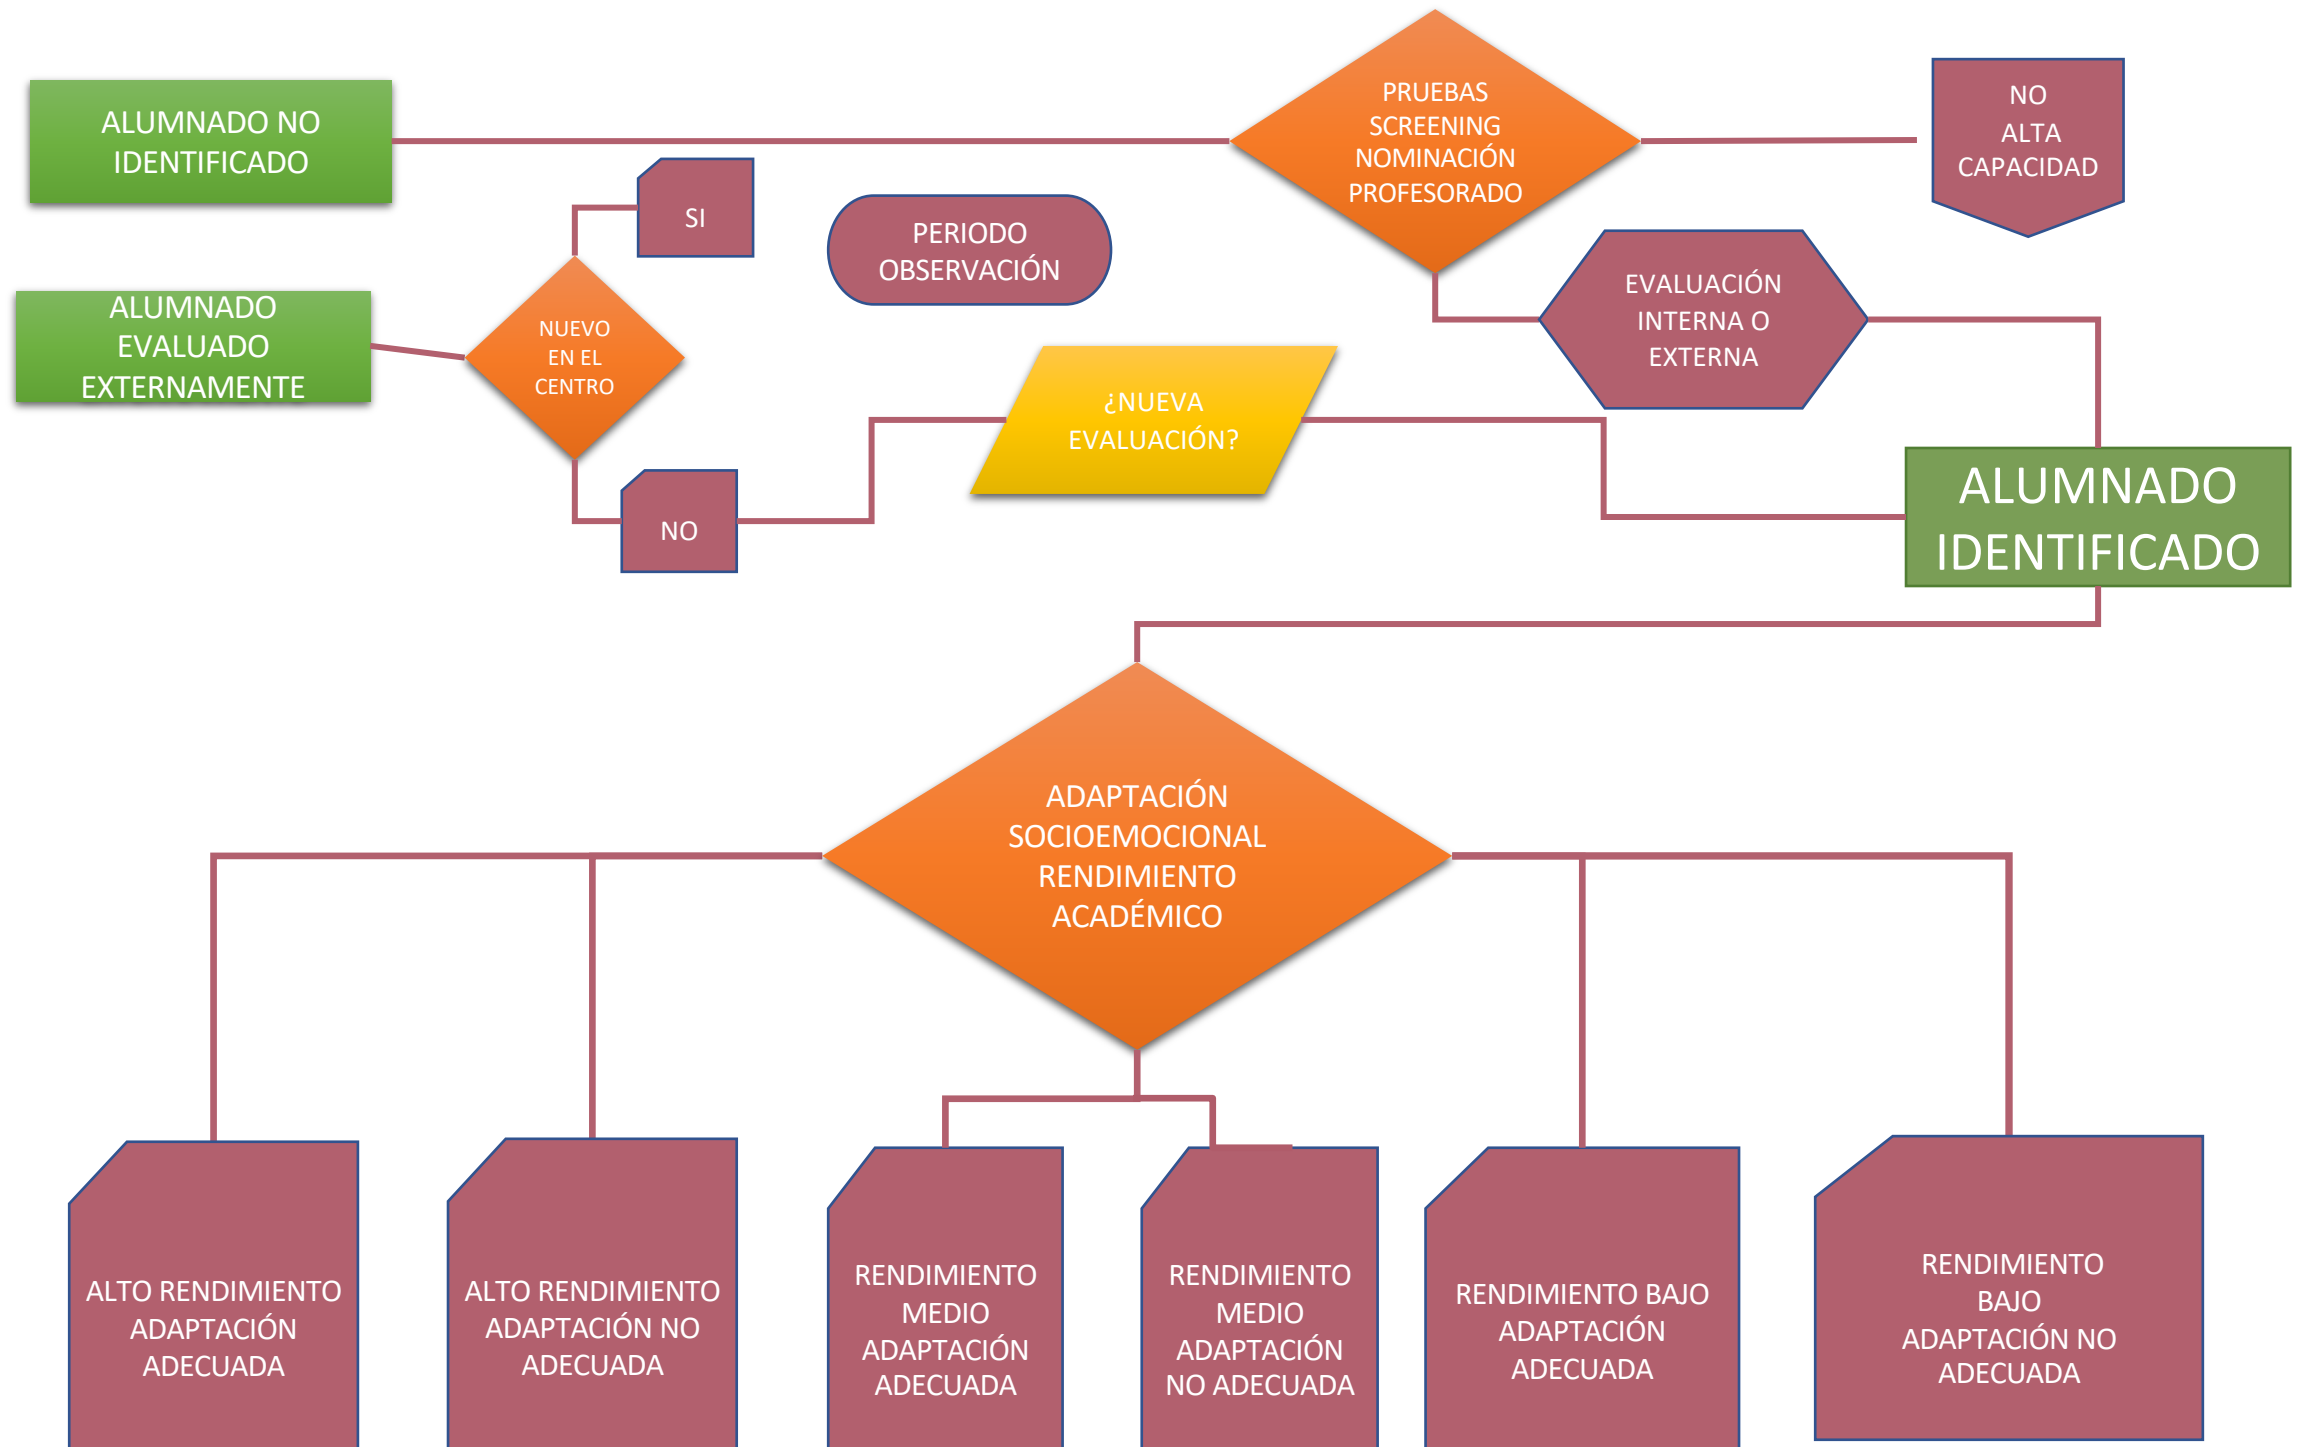 ALUMNADO NO
IDENTIFICADO
PRUEBAS
SCREENING
NOMINACIÓN
PROFESORADO
NO
ALTA
CAPACIDAD
SI
PERIODO
OBSERVACIÓN
ALUMNADO
EVALUADO
EXTERNAMENTE
NUEVO
EN EL
CENTRO
EVALUACIÓN
INTERNA O
EXTERNA
¿NUEVA
EVALUACIÓN?
NO
ALUMNADO
IDENTIFICADO
ADAPTACIÓN
SOCIOEMOCIONAL
RENDIMIENTO
ACADÉMICO
ALTO RENDIMIENTO
ADAPTACIÓN
ADECUADA
ALTO RENDIMIENTO
ADAPTACIÓN NO
ADECUADA
RENDIMIENTO
MEDIO
ADAPTACIÓN
ADECUADA
RENDIMIENTO
MEDIO
ADAPTACIÓN
NO ADECUADA
RENDIMIENTO BAJO
ADAPTACIÓN
ADECUADA
RENDIMIENTO
BAJO
ADAPTACIÓN NO
ADECUADA